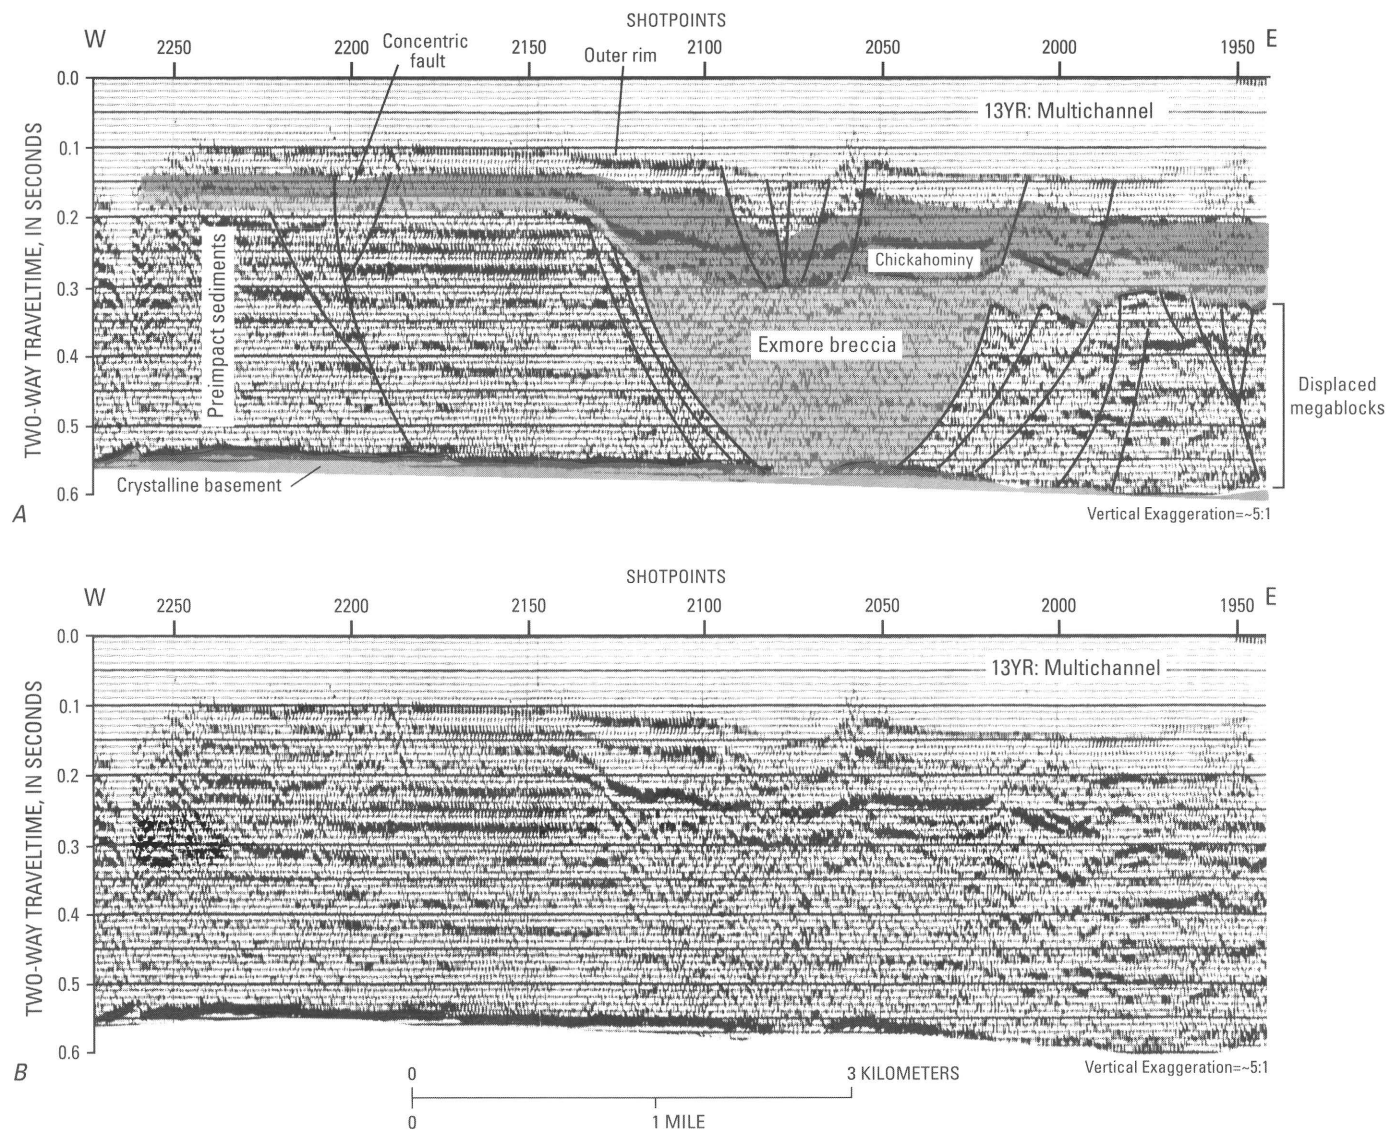 SHOTPOINTS
W 2250 2200 2150 2100 2050 2000 1950 E
Concentric
fault
Outer rim
0.0
13YR: Multichannel
0.1
0.2
Chickahominy
0.3
Exmore breccia
0.4
Displaced
megablocks
0.5
Crystalline basement
0.6
TWO-WAY TRAVELTIME, IN SECONDS
Preimpact sediments
A
Vertical Exaggeration=~5:1
SHOTPOINTS
W 2250 2200 2150 2100 2050 2000 1950 E
0.0
13YR: Multichannel
0.1
0.2
0.3
0.4
0.5
0.6
TWO-WAY TRAVELTIME, IN SECONDS
B
Vertical Exaggeration=~5:1
0 3 KILOMETERS
0 1 MILE